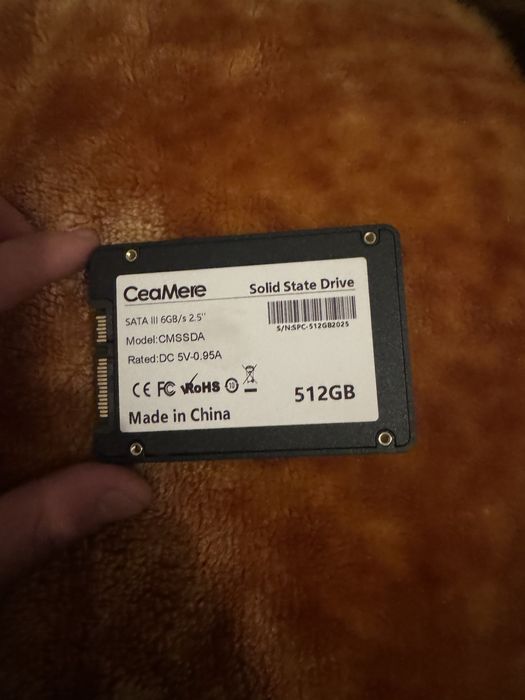 CeaMere
Solid State Drive
SATA III 6GB/s 2.5"
S/N:SPC-512GB2025
Model:CMSSDA
Rated:DC 5V-0.95A
CE FC RoHS 10
512GB
Made in China